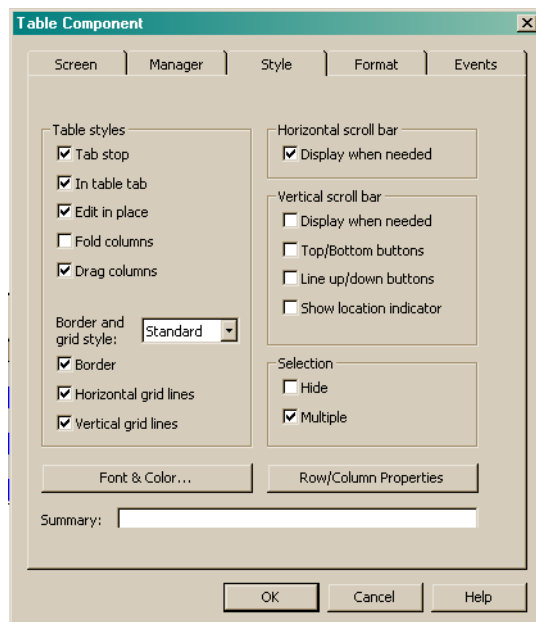 Table Component
Screen Manager Style Format Events
Table styles
Tab stop
In table tab
Edit in place
Fold columns
Drag columns
Border and
grid style: Standard
Border
Horizontal grid lines
Vertical grid lines
Horizontal scroll bar
Display when needed
Vertical scroll bar
Display when needed
Top/Bottom buttons
Line up/down buttons
Show location indicator
Selection
Hide
Multiple
Font & Color... Row/Column Properties
Summary:
OK Cancel Help